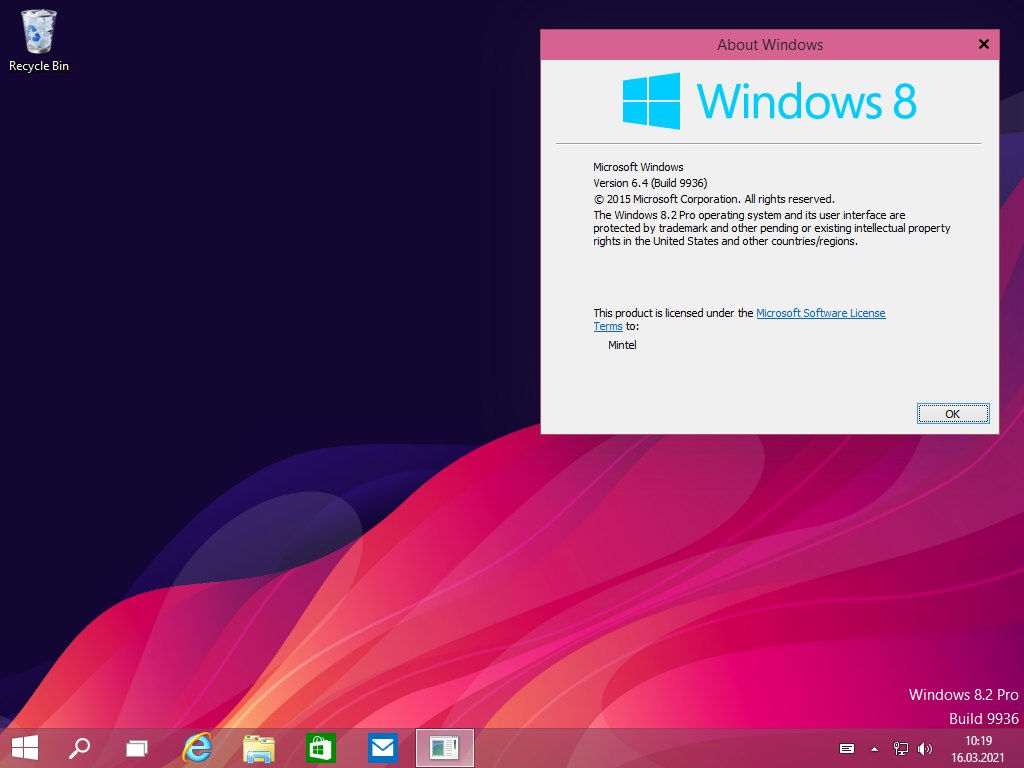 Recycle Bin
About Windows
Windows 8
Microsoft Windows
Version 6.4 (Build 9936)
© 2015 Microsoft Corporation. All rights reserved.
The Windows 8.2 Pro operating system and its user interface are
protected by trademark and other pending or existing intellectual property
rights in the United States and other countries/regions.
This product is licensed under the Microsoft Software License
Terms to:
Mintel
OK
Windows 8.2 Pro
Build 9936
10:19
16.03.2021